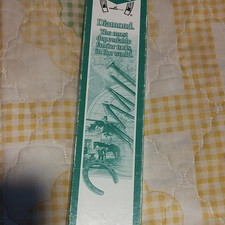 Diamond.
The most
dependable
farrier tools
in the world.